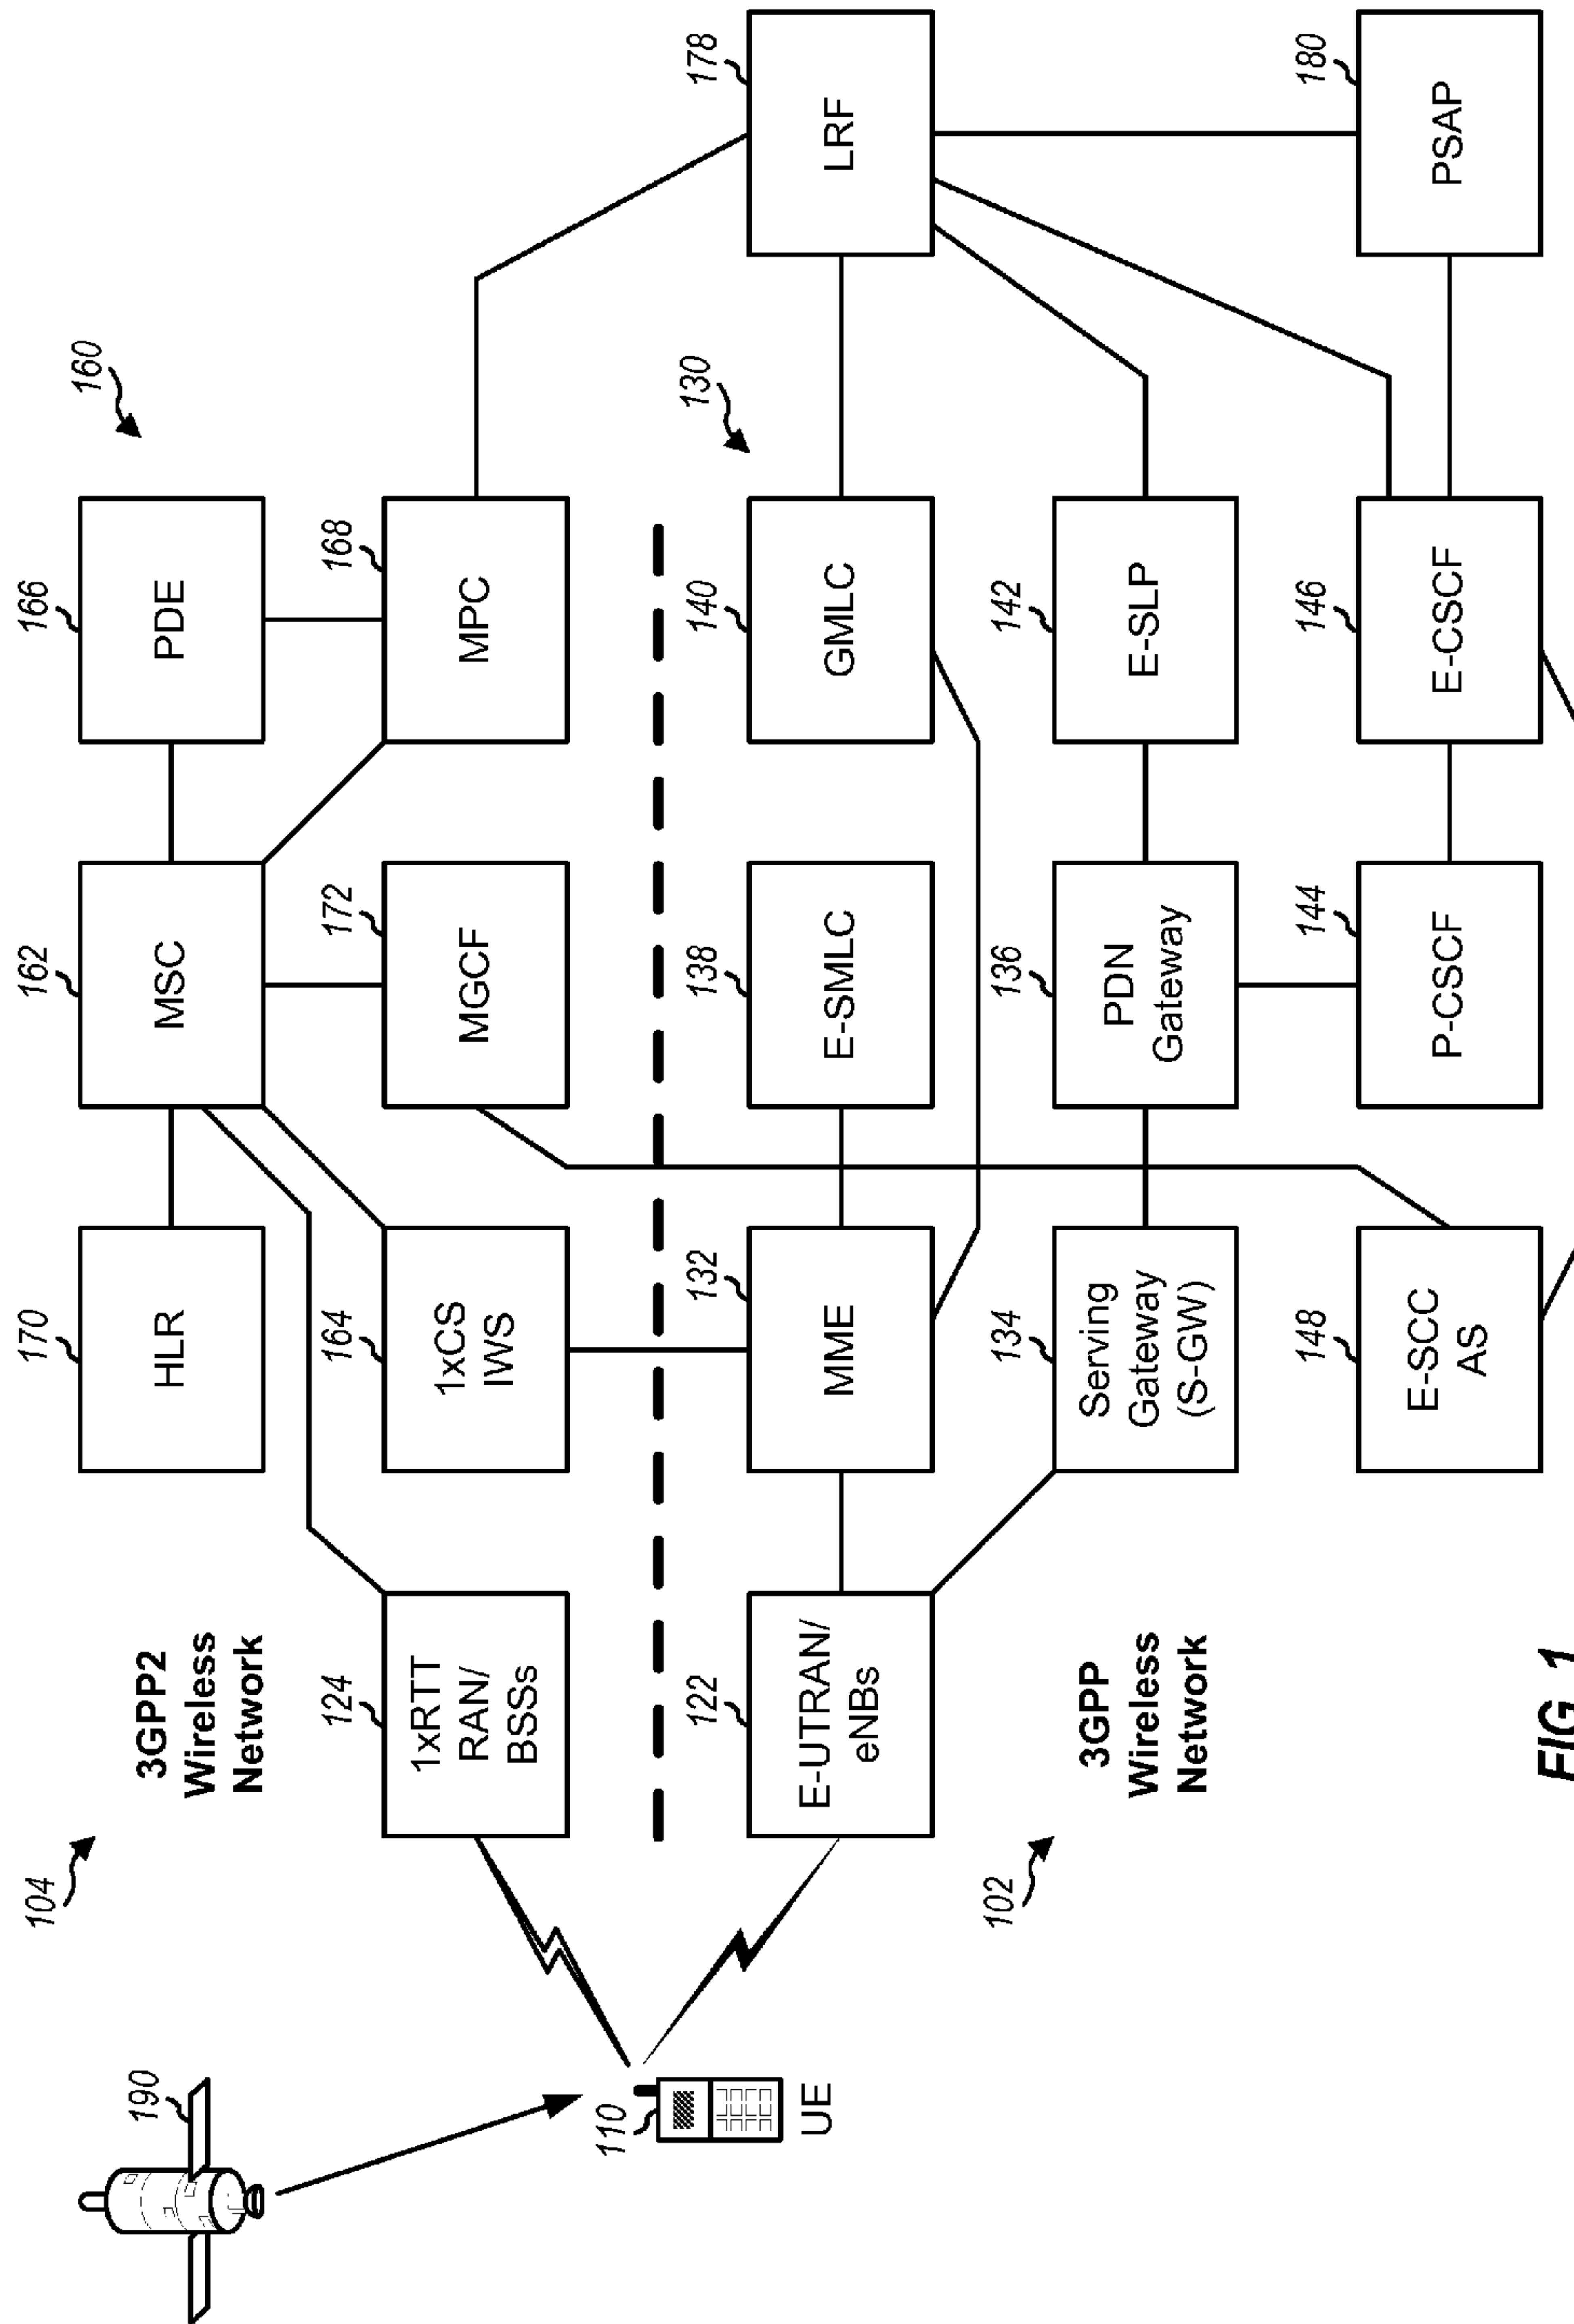 104
3GPP2
Wireless
Network
160
190
170
HLR
162
MSC
166
PDE
124
1xRTT
RAN/
BSSs
164
1xCS
IWS
172
MGCF
168
MPC
110
UE
122
E-UTRAN/
eNBs
132
MME
138
E-SMLC
140
GMLC
130
178
LRF
102
3GPP
Wireless
Network
134
Serving
Gateway
(S-GW)
136
PDN
Gateway
142
E-SLP
148
E-SCC
AS
144
P-CSCF
146
E-CSCF
180
PSAP
FIG 1